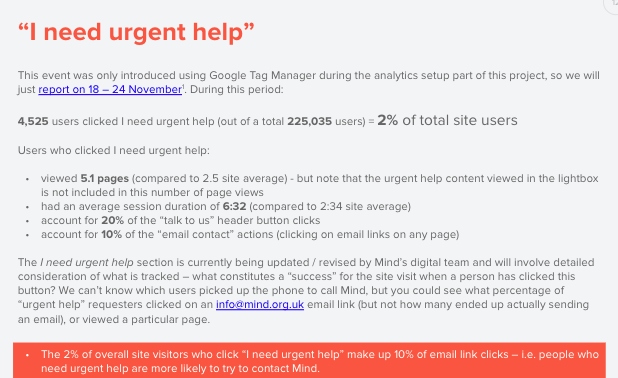 “I need urgent help”
This event was only introduced using Google Tag Manager during the analytics setup part of this project, so we will
just report on 18 – 24 November¹. During this period:
4,525 users clicked I need urgent help (out of a total 225,035 users) = 2% of total site users
Users who clicked I need urgent help:
• viewed 5.1 pages (compared to 2.5 site average) - but note that the urgent help content viewed in the lightbox
is not included in this number of page views
• had an average session duration of 6:32 (compared to 2:34 site average)
• account for 20% of the “talk to us” header button clicks
• account for 10% of the “email contact” actions (clicking on email links on any page)
The I need urgent help section is currently being updated / revised by Mind’s digital team and will involve detailed
consideration of what is tracked – what constitutes a “success” for the site visit when a person has clicked this
button? We can’t know which users picked up the phone to call Mind, but you could see what percentage of
“urgent help” requesters clicked on an info@mind.org.uk email link (but not how many ended up actually sending
an email), or viewed a particular page.
• The 2% of overall site visitors who click “I need urgent help” make up 10% of email link clicks – i.e. people who
need urgent help are more likely to try to contact Mind.